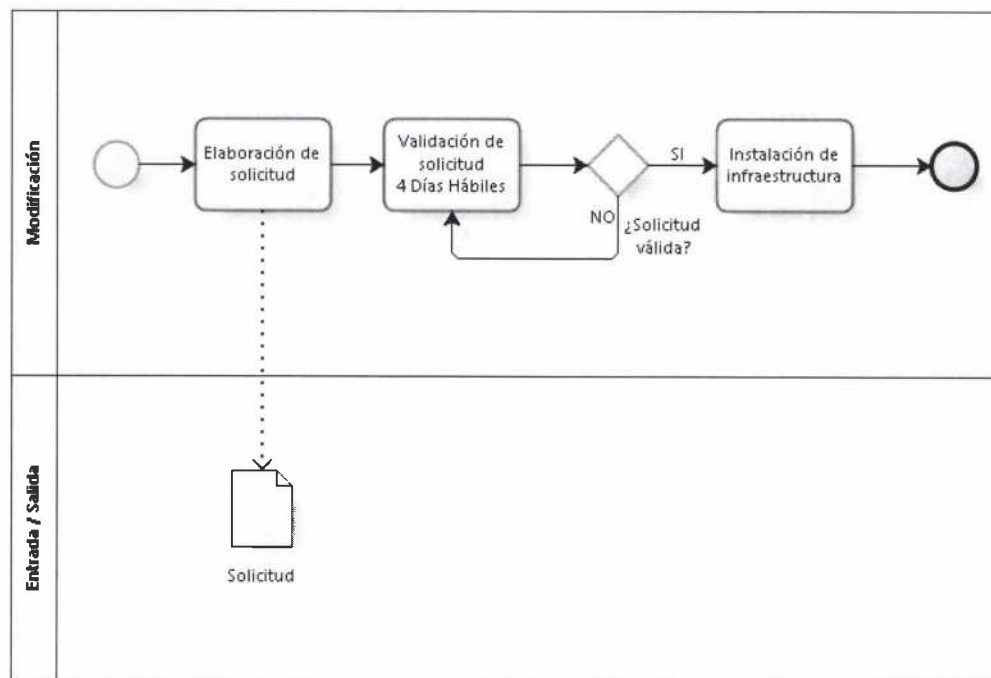 Modificación
Elaboración de
solicitud
Validación de
solicitud
4 Días Hábiles
SI
NO
¿Solicitud
válida?
Instalación de
infraestructura
Entrada / Salida
Solicitud